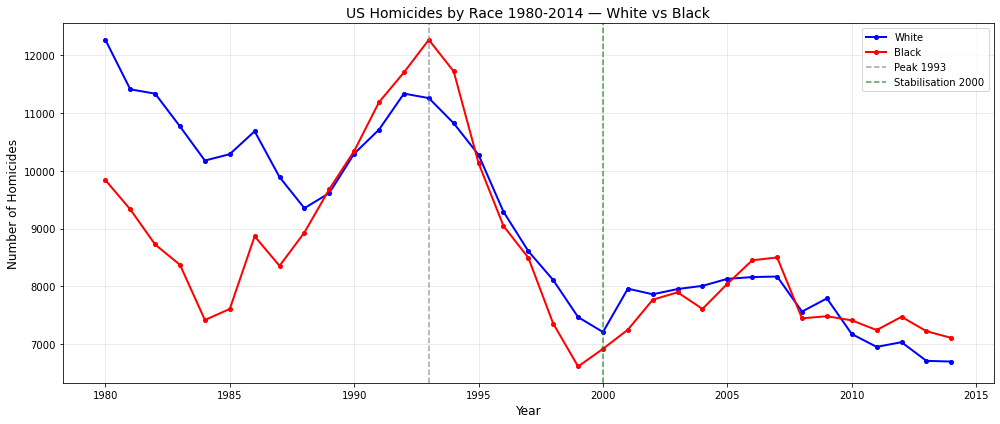 US Homicides by Race 1980-2014 — White vs Black
White
Black
Peak 1993
Stabilisation 2000
Number of Homicides
12000
11000
10000
9000
8000
7000
1980 1985 1990 1995 2000 2005 2010 2015
Year